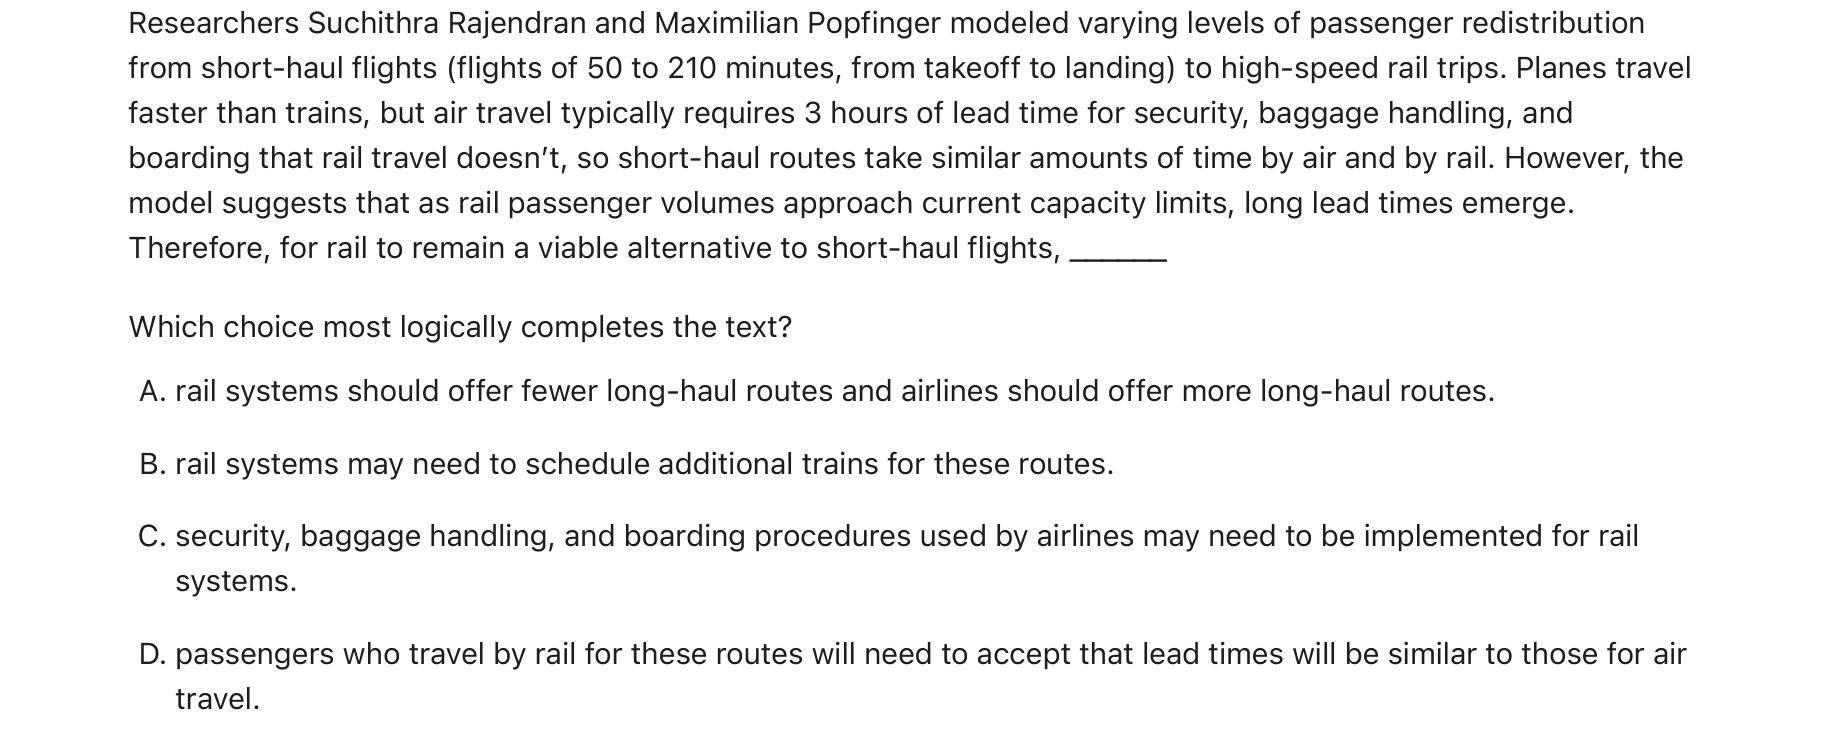 Researchers Suchithra Rajendran and Maximilian Popfinger modeled varying levels of passenger redistribution
from short-haul flights (flights of 50 to 210 minutes, from takeoff to landing) to high-speed rail trips. Planes travel
faster than trains, but air travel typically requires 3 hours of lead time for security, baggage handling, and
boarding that rail travel doesn’t, so short-haul routes take similar amounts of time by air and by rail. However, the
model suggests that as rail passenger volumes approach current capacity limits, long lead times emerge.
Therefore, for rail to remain a viable alternative to short-haul flights, ______
Which choice most logically completes the text?
A. rail systems should offer fewer long-haul routes and airlines should offer more long-haul routes.
B. rail systems may need to schedule additional trains for these routes.
C. security, baggage handling, and boarding procedures used by airlines may need to be implemented for rail
systems.
D. passengers who travel by rail for these routes will need to accept that lead times will be similar to those for air
travel.